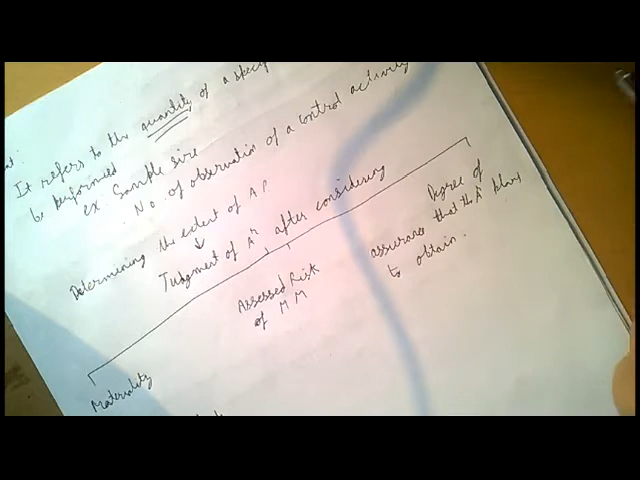 It refers to the quantity of a specif
be performed
ex Sample size
No. of observation of a control activity
Determining the extent of A P
↓
Judgment of Ar after considering
Materiality
Assessed Risk
of M M
Degree of
assurance that the A plans
to obtain.